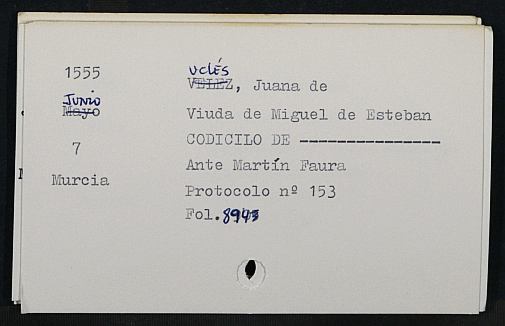 1555
Junio
Mayo
7
Murcia
Uclés
VELEZ, Juana de
Viuda de Miguel de Esteban
CODICILO DE ---------------
Ante Martín Faura
Protocolo nº 153
Fol.